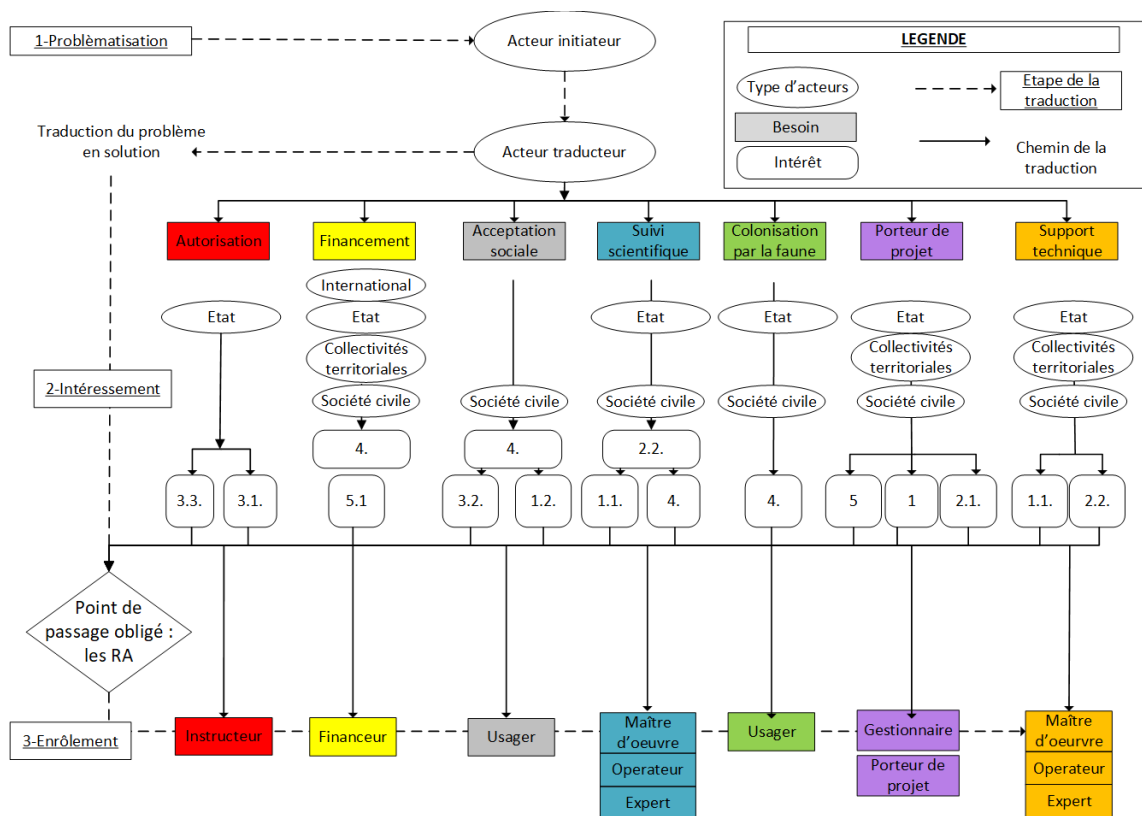 1-Problèmatisation
Acteur initiateur
LEGENDE
Type d'acteurs
Etape de la
traduction
Besoin
Intérêt
Chemin de la
traduction
Traduction du problème
en solution
Acteur traducteur
Autorisation
Financement
Acceptation
sociale
Suivi
scientifique
Colonisation
par la faune
Porteur de
projet
Support
technique
International
Etat
Etat
Etat
Etat
Etat
Etat
Collectivités
territoriales
Collectivités
territoriales
Collectivités
territoriales
2-Intéressement
Société civile
Société civile
Société civile
Société civile
Société civile
Société civile
4.
4.
2.2.
3.3.
3.1.
5.1
3.2.
1.2.
1.1.
4.
4.
5
1
2.1.
1.1.
2.2.
Point de
passage obligé :
les RA
3-Enrôlement
Instructeur
Financeur
Usager
Maître
d'oeuvre
Operateur
Expert
Usager
Gestionnaire
Porteur de
projet
Maître
d'oeurvre
Operateur
Expert